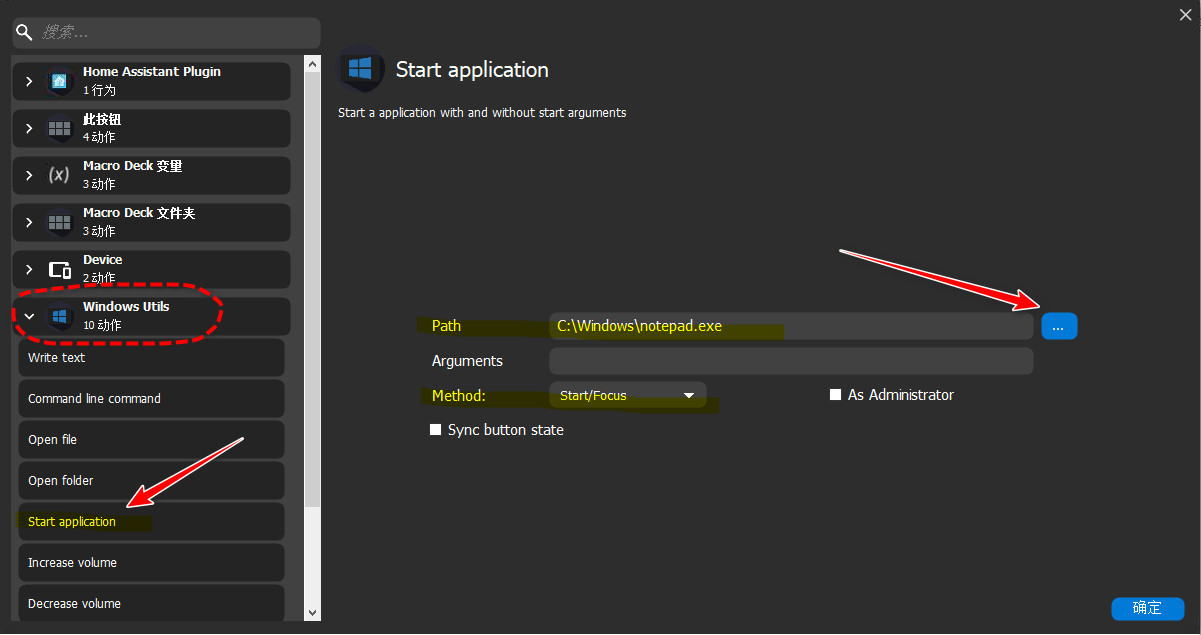 搜索...
Home Assistant Plugin
1 行为
此按钮
4 动作
Macro Deck 变量
3 动作
Macro Deck 文件夹
3 动作
Device
2 动作
Windows Utils
10 动作
Write text
Command line command
Open file
Open folder
Start application
Increase volume
Decrease volume
Start application
Start a application with and without start arguments
Path C:\Windows\notepad.exe ...
Arguments
Method: Start/Focus As Administrator
Sync button state
确定